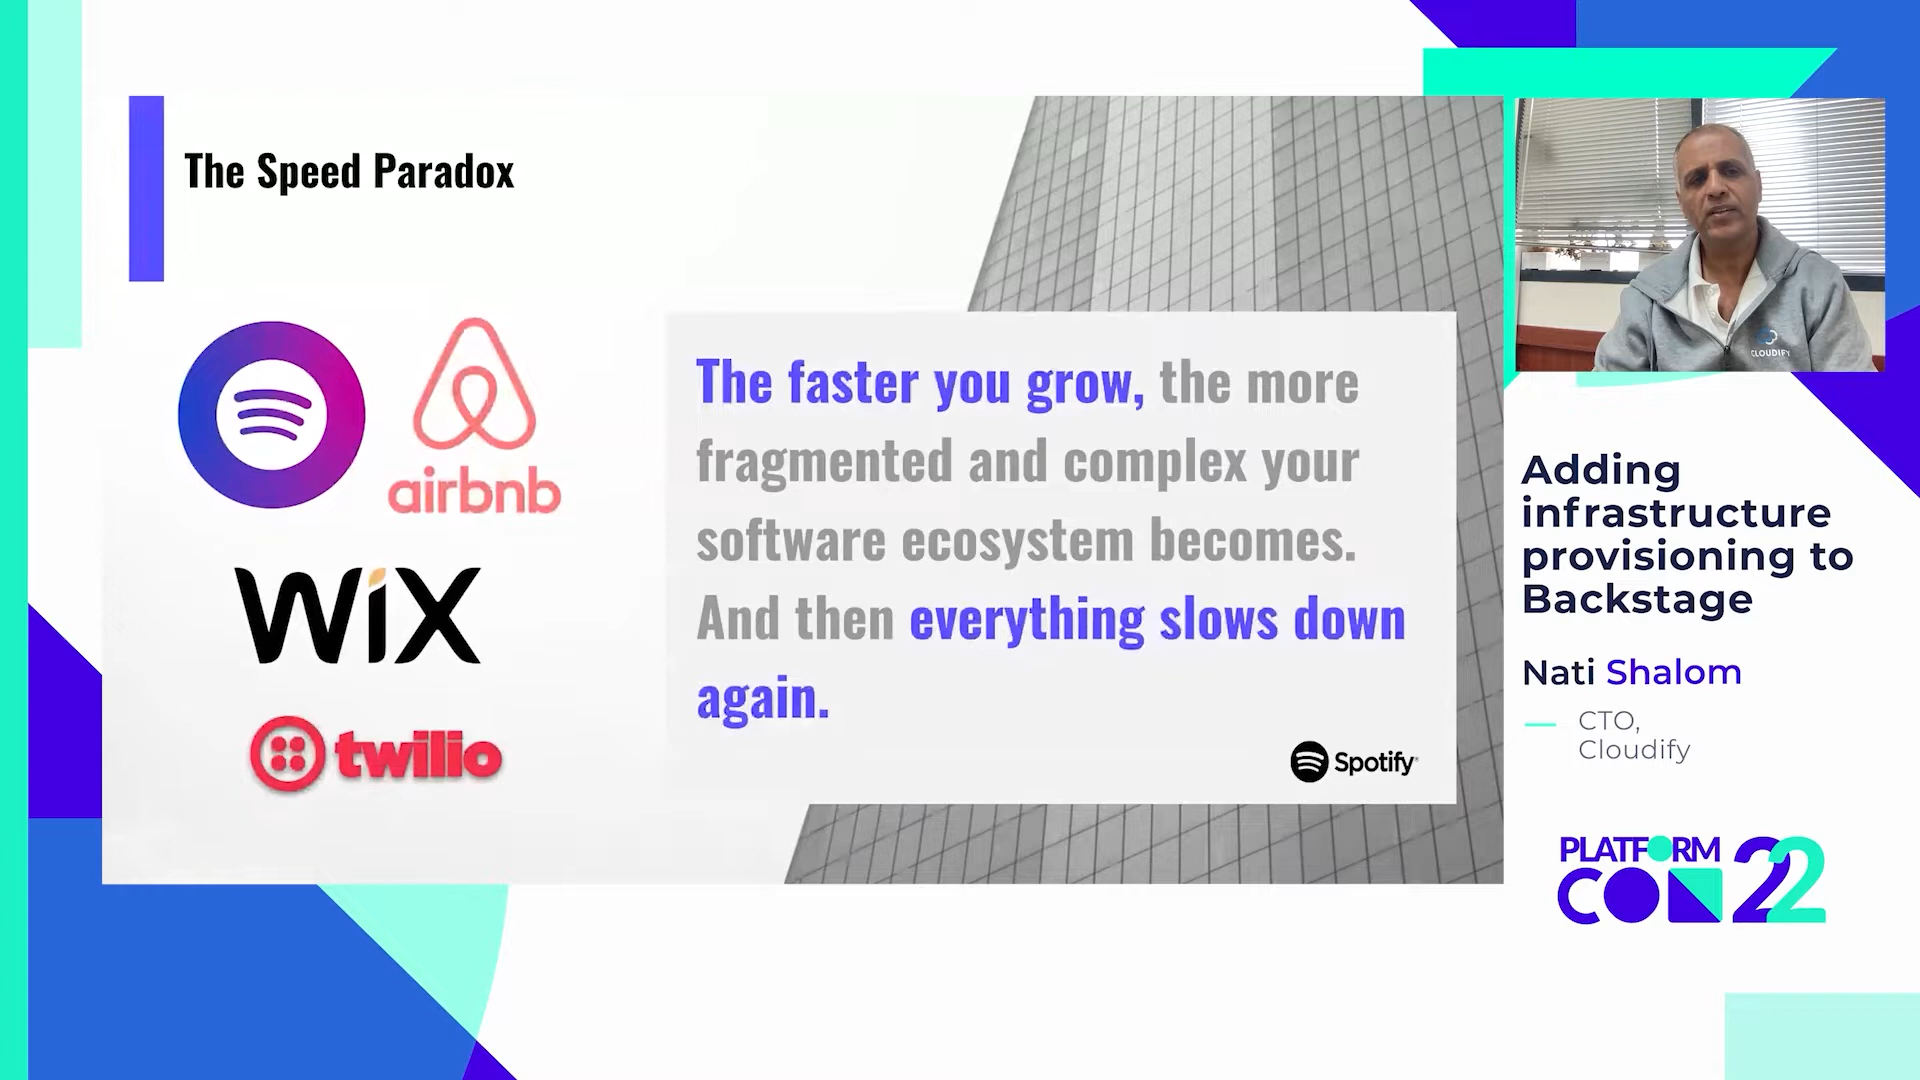 The Speed Paradox
airbnb
WiX
twilio
The faster you grow, the more
fragmented and complex your
software ecosystem becomes.
And then everything slows down
again.
Spotify
CLOUDIFY
Adding
infrastructure
provisioning to
Backstage
Nati Shalom
CTO,
Cloudify
PLATFORM
CON 22